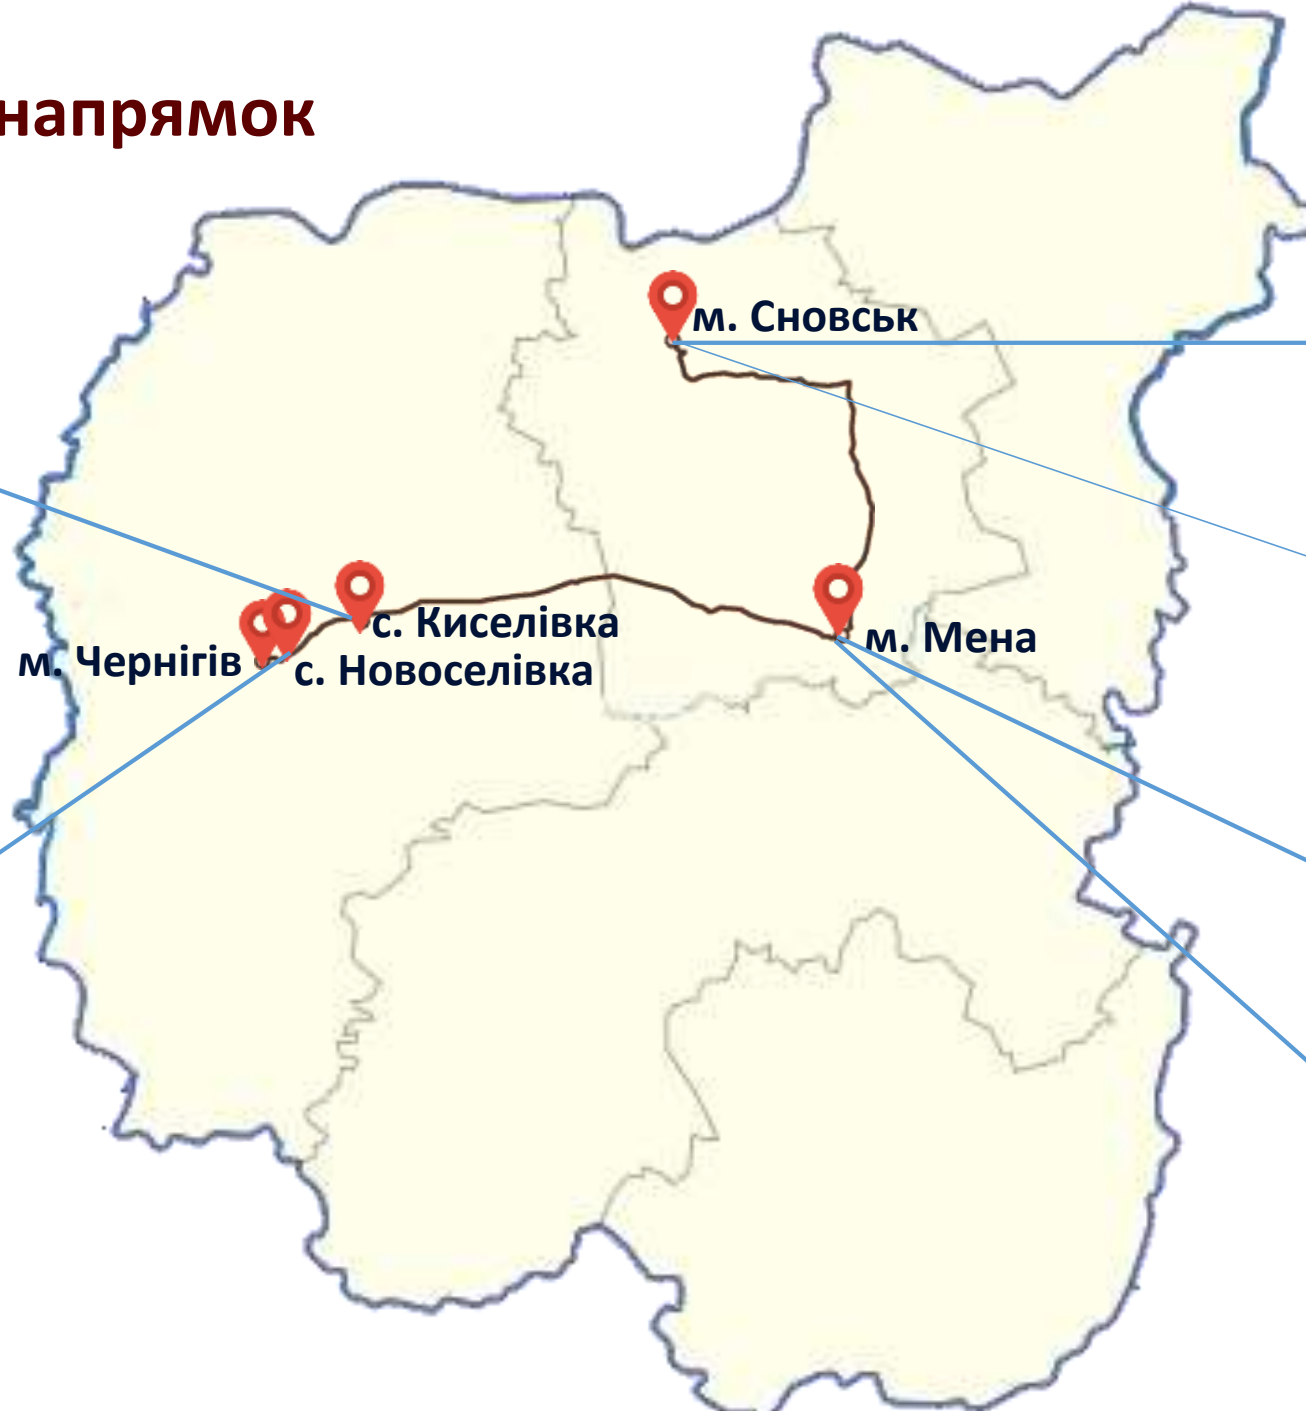 напрямок
м. Сновськ
с. Киселівка
м. Мена
м. Чернігів
с. Новоселівка